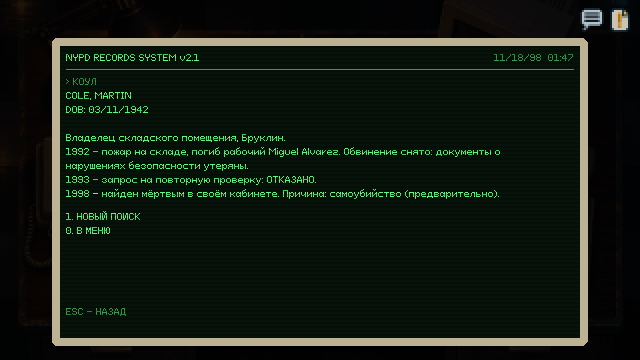 NYPD RECORDS SYSTEM v2.1
11/18/98 01:47
> КОУЛ
COLE, MARTIN
DOB: 03/11/1942
Владелец складского помещения, Бруклин.
1992 – пожар на складе, погиб рабочий Miguel Alvarez. Обвинение снято: документы о
нарушениях безопасности утеряны.
1993 – запрос на повторную проверку: ОТКАЗАНО.
1998 – найден мёртвым в своём кабинете. Причина: самоубийство (предварительно).
1. НОВЫЙ ПОИСК
0. В МЕНЮ
ESC – НАЗАД